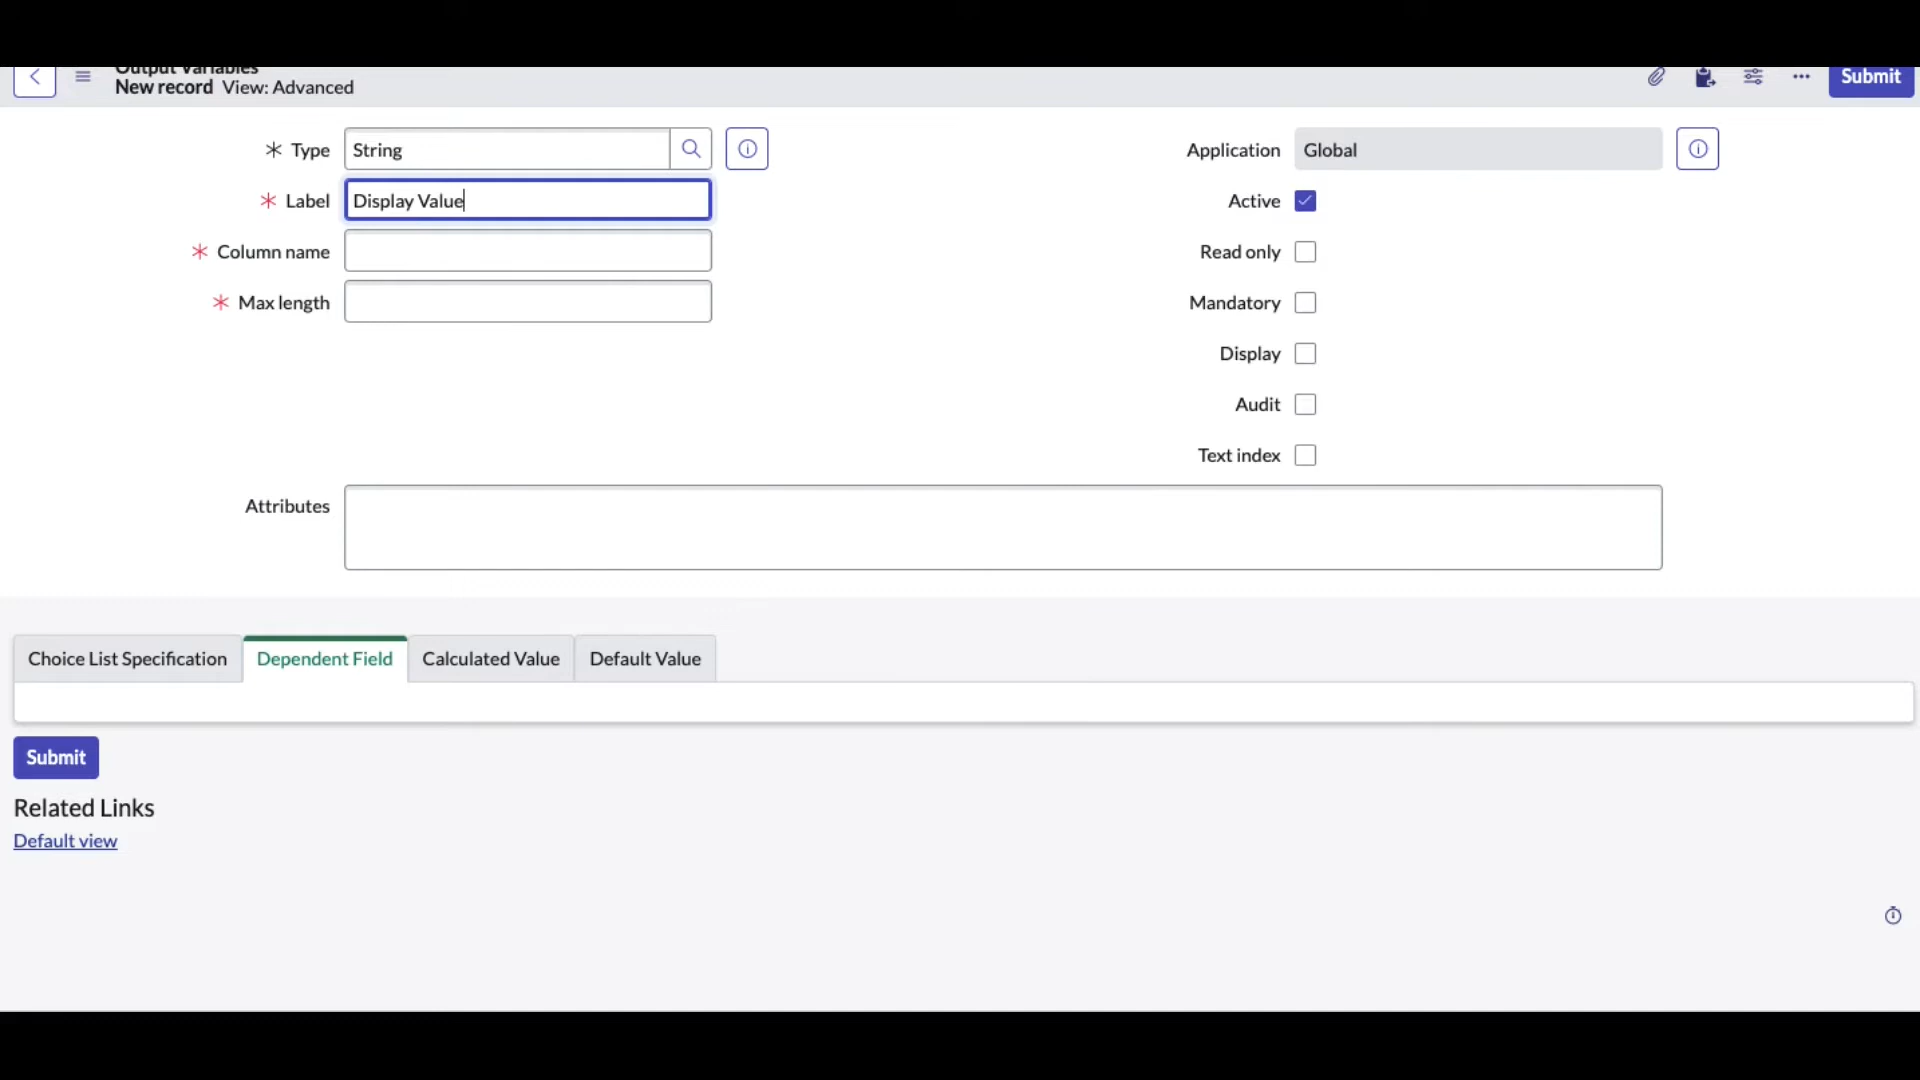 Output Variables
New record View: Advanced
Submit
Type String
Label Display Value
Column name
Max length
Application Global
Active
Read only
Mandatory
Display
Audit
Text index
Attributes
Choice List Specification Dependent Field Calculated Value Default Value
Submit
Related Links
Default view